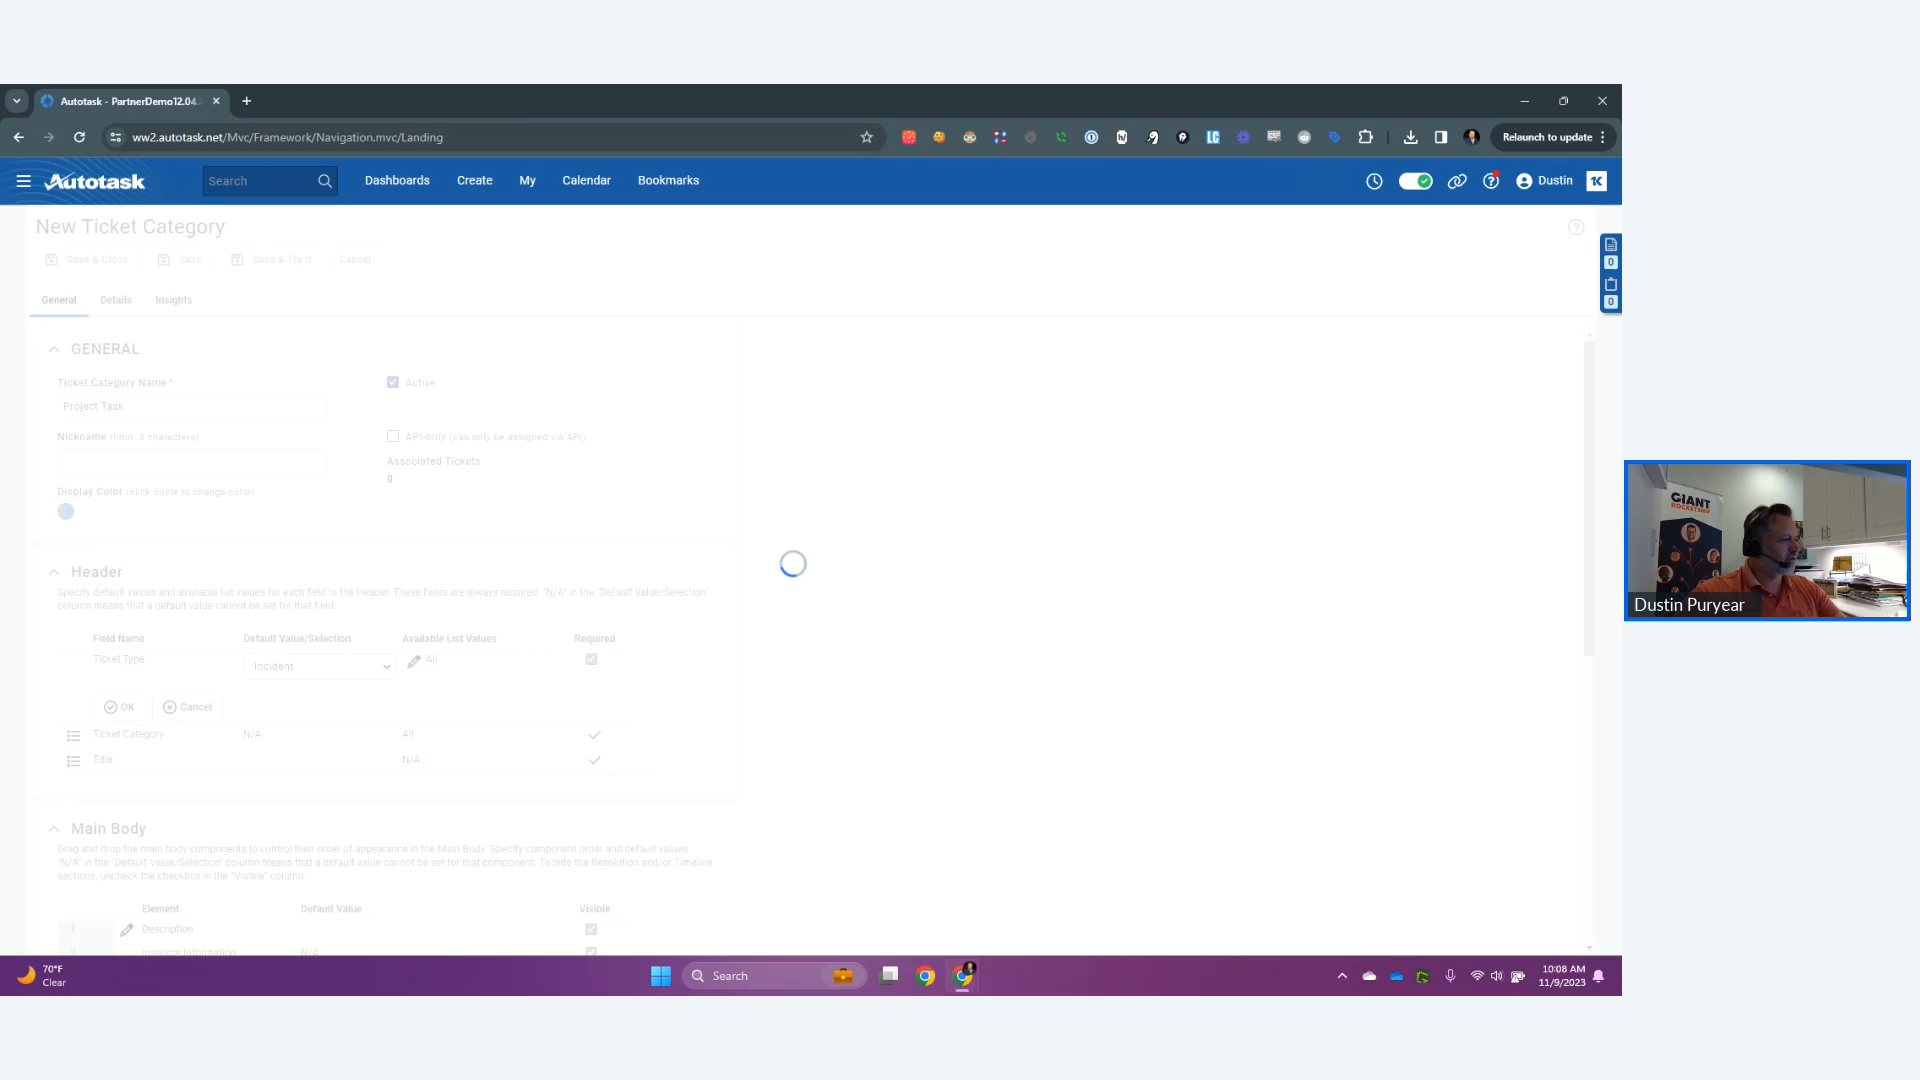 Autotask - PartnerDemo12.04.
ww2.autotask.net/Mvc/Framework/Navigation.mvc/Landing
Relaunch to update
Autotask
Search
Dashboards
Create
My
Calendar
Bookmarks
Dustin
New Ticket Category
Save & Close
Save
Save & Try It
Cancel
0
0
General
Details
Insights
GENERAL
Ticket Category Name *
Active
Project Task
Nickname (limit: 3 characters)
API-only (can only be assigned via API)
Associated Tickets
0
Display Color (click circle to change color)
Header
Specify default values and available list values for each field in the Header. These fields are always required. "N/A" in the "Default Value/Selection"
column means that a default value cannot be set for that field.
Field Name
Default Value/Selection
Available List Values
Required
Ticket Type
Incident
All
OK
Cancel
Ticket Category
N/A
All
Title
N/A
Main Body
Drag and drop the main body components to control their order of appearance in the Main Body. Specify component order and default values
"N/A" in the "Default Value/Selection" column means that a default value cannot be set for that component. To hide the Resolution and/or Timeline
sections, uncheck the checkbox in the "Visible" column.
Element
Default Value
Visible
1
Description
2
Insource Information
N/A
GIANT
ROCKETSHIP
Dustin Puryear
70°F
Clear
Search
10:08 AM
11/9/2023